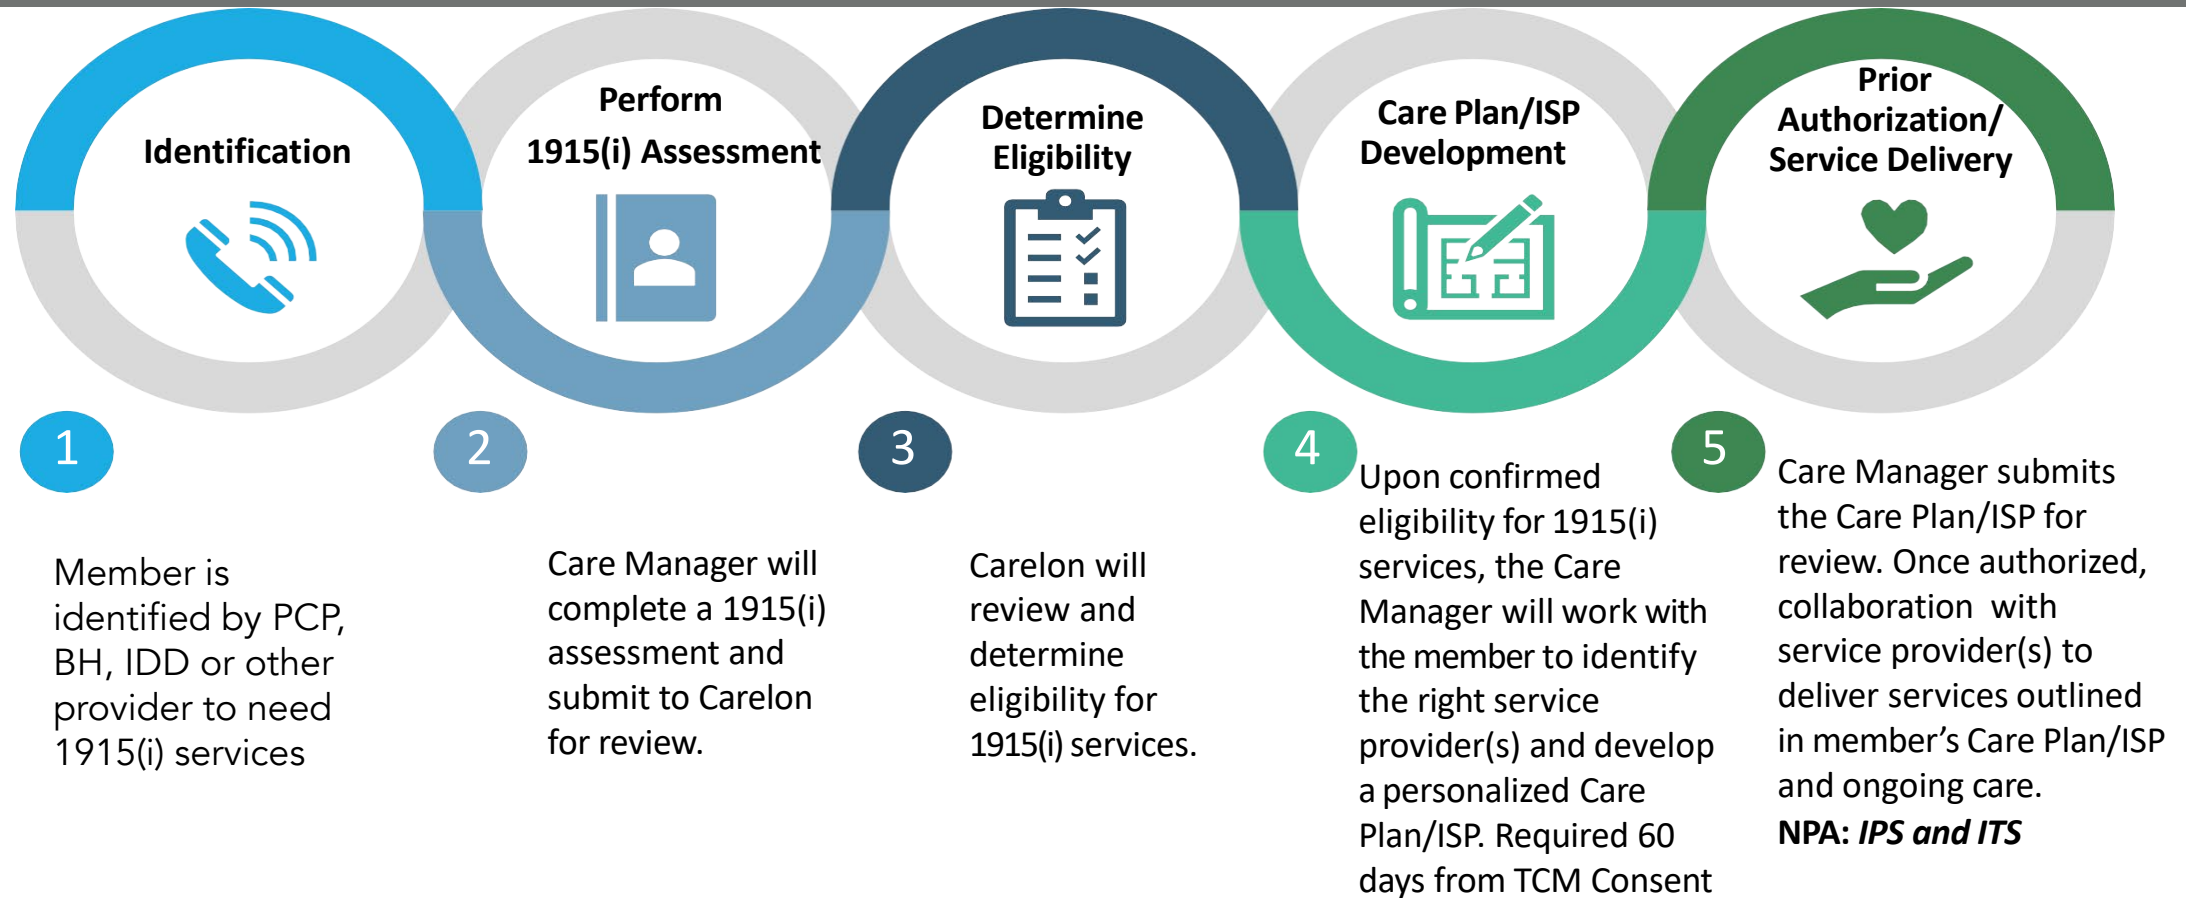 Identification
Perform
1915(i) Assessment
Determine
Eligibility
Care Plan/ISP
Development
Prior
Authorization/
Service Delivery
1
2
3
4
5
Member is
identified by PCP,
BH, IDD or other
provider to need
1915(i) services
Care Manager will
complete a 1915(i)
assessment and
submit to Carelon
for review.
Carelon will
review and
determine
eligibility for
1915(i) services.
Upon confirmed
eligibility for 1915(i)
services, the Care
Manager will work with
the member to identify
the right service
provider(s) and develop
a personalized Care
Plan/ISP. Required 60
days from TCM Consent
Care Manager submits
the Care Plan/ISP for
review. Once authorized,
collaboration with
service provider(s) to
deliver services outlined
in member’s Care Plan/ISP
and ongoing care.
NPA: IPS and ITS